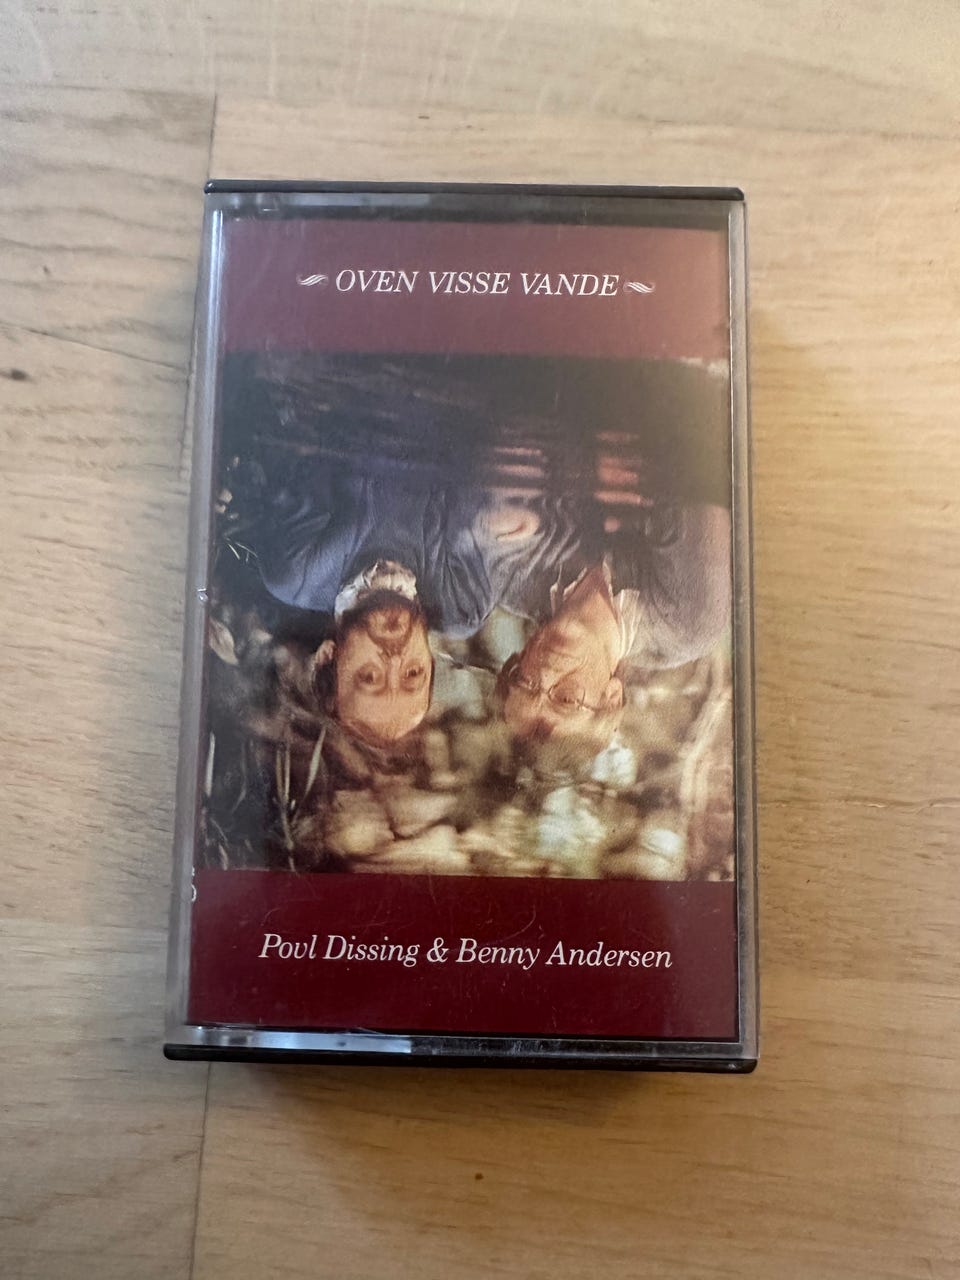 OVEN VISSE VANDE
Povl Dissing & Benny Andersen